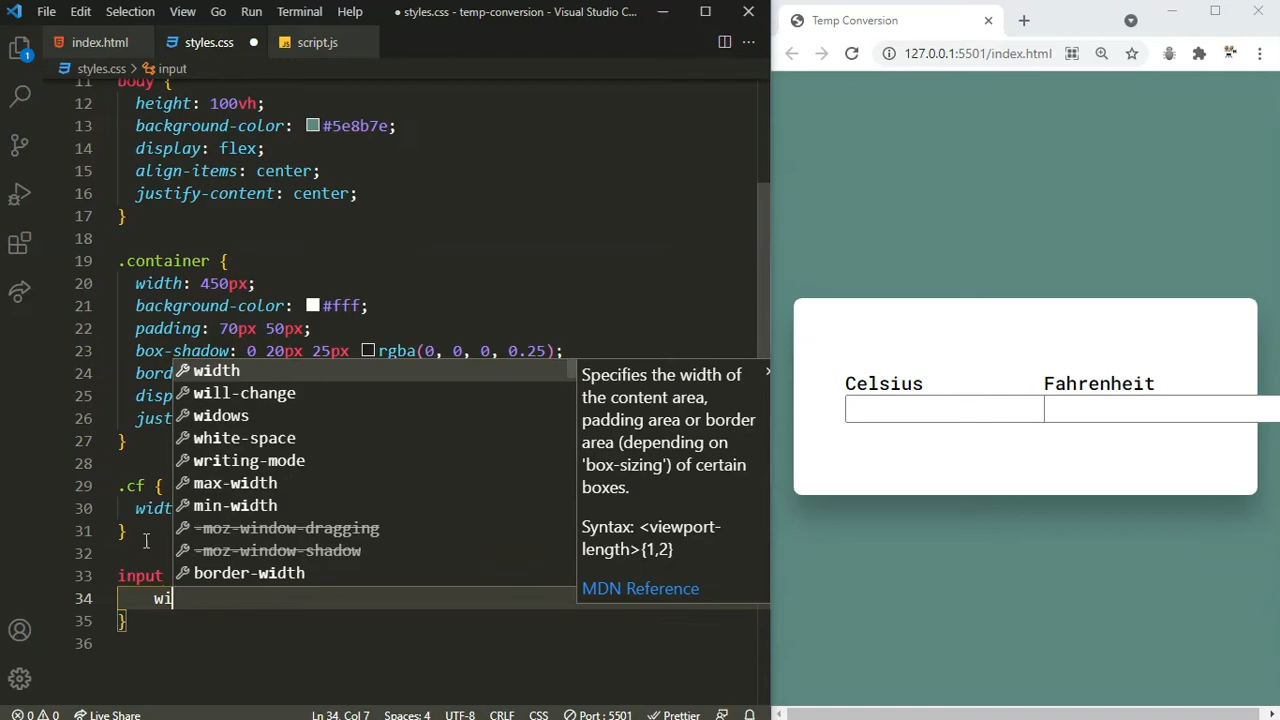 File Edit Selection View Go Run Terminal Help ● styles.css - temp-conversion - Visual Studio C...
index.html styles.css ● script.js
styles.css > input
1
11 body {
12 height: 100vh;
13 background-color: #5e8b7e;
14 display: flex;
15 align-items: center;
16 justify-content: center;
17 }
18
19 .container {
20 width: 450px;
21 background-color: #fff;
22 padding: 70px 50px;
23 box-shadow: 0 20px 25px rgba(0, 0, 0, 0.25);
24 bord
25 disp
26 just
27 }
28
29 .cf {
30 widt
31 }
32
33 input
34 wi
35 }
36
width
will-change
widows
white-space
writing-mode
max-width
min-width
-moz-window-dragging
-moz-window-shadow
border-width
Specifies the width of
the content area,
padding area or border
area (depending on
'box-sizing') of certain
boxes.
Syntax: <viewport-
length>{1,2}
MDN Reference
0 0 Live Share Ln 34, Col 7 Spaces: 4 UTF-8 CRLF CSS Port : 5501 Prettier
Temp Conversion
127.0.0.1:5501/index.html
Celsius Fahrenheit